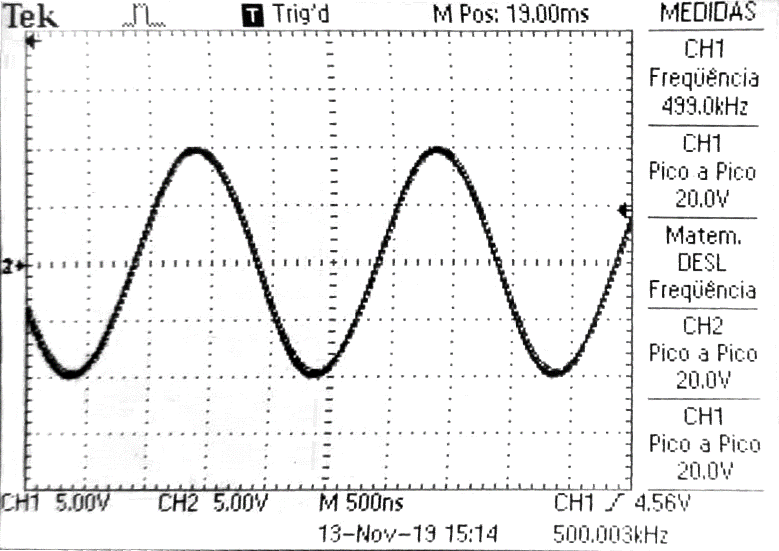 Tek T Trig'd M Pos: 19.00ms MEDIDAS
CH1
Freqüência
499.0kHz
CH1
Pico a Pico
20.0V
Matem.
DESL
Freqüência
CH2
Pico a Pico
20.0V
CH1
Pico a Pico
20.0V
2
CH1 5.00V CH2 5.00V M 500ns CH1 4.56V
13-Nov-19 15:14 500.003kHz